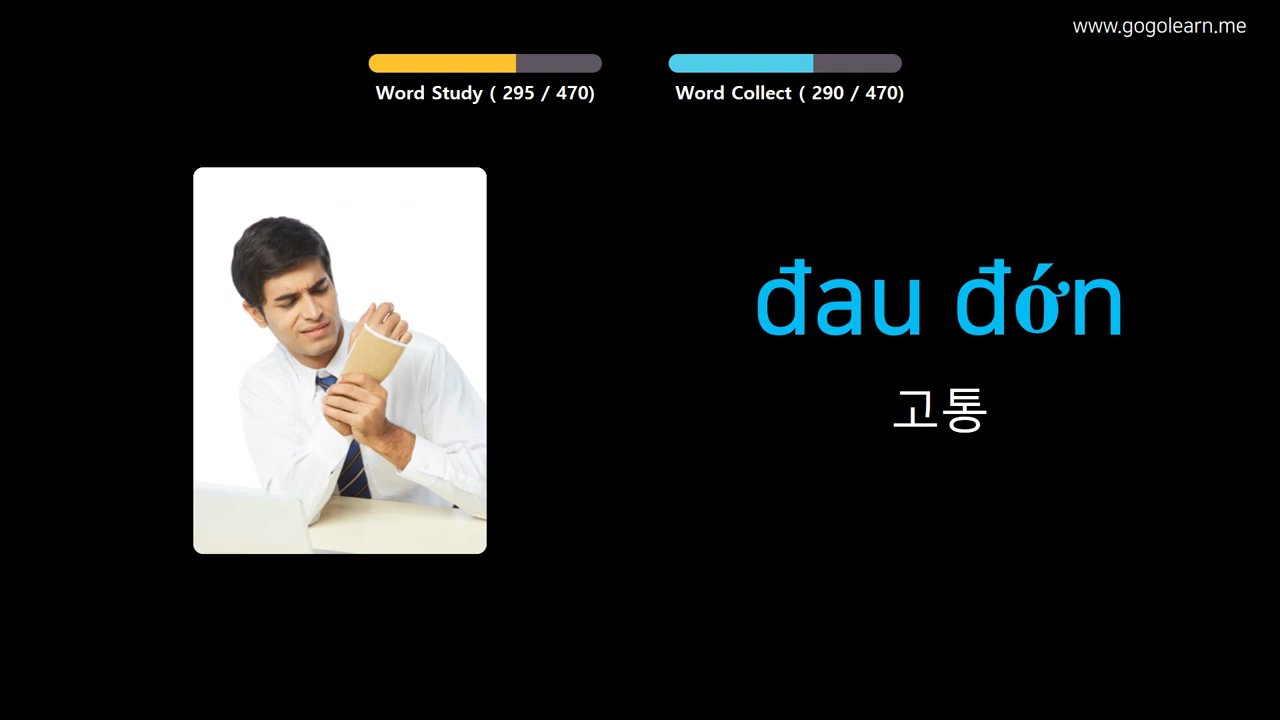 www.gogolearn.me
Word Study ( 295 / 470)
Word Collect ( 290 / 470)
đau đớn
고통